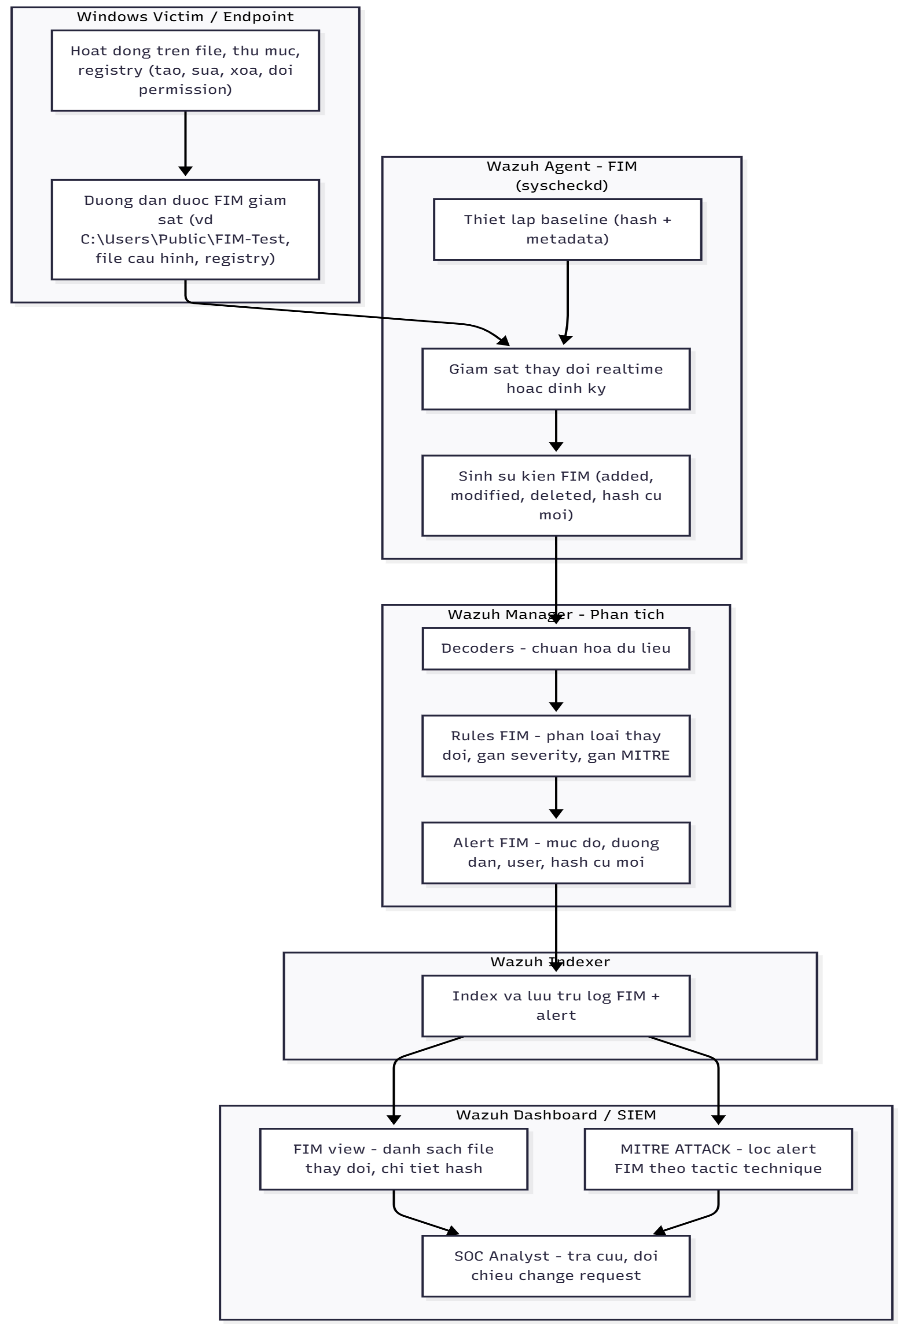 Windows Victim / Endpoint
Hoat dong tren file, thu muc,
registry (tao, sua, xoa, doi
permission)
Duong dan duoc FIM giam
sat (vd
C:\Users\Public\FIM-Test,
file cau hinh, registry)
Wazuh Agent - FIM
(syscheckd)
Thiet lap baseline (hash +
metadata)
Giam sat thay doi realtime
hoac dinh ky
Sinh su kien FIM (added,
modified, deleted, hash cu
moi)
Wazuh Manager - Phan tich
Decoders - chuan hoa du lieu
Rules FIM - phan loai thay
doi, gan severity, gan MITRE
Alert FIM - muc do, duong
dan, user, hash cu moi
Wazuh Indexer
Index va luu tru log FIM +
alert
Wazuh Dashboard / SIEM
FIM view - danh sach file
thay doi, chi tiet hash
MITRE ATTACK - loc alert
FIM theo tactic technique
SOC Analyst - tra cuu, doi
chieu change request